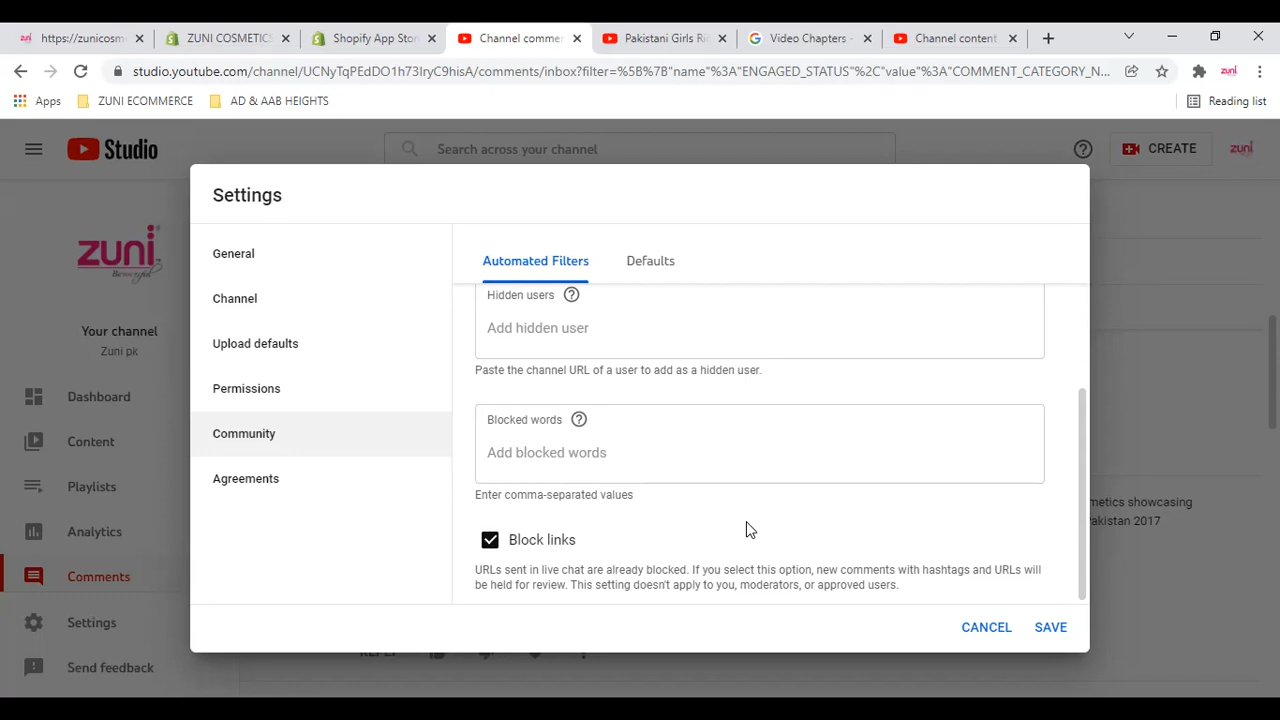 https://zunicosm
ZUNI COSMETICS
Shopify App Stor
Channel comme
Pakistani Girls Ri
Video Chapters -
Channel content
studio.youtube.com/channel/UCNyTqPEdDO1h73IryC9hisA/comments/inbox?filter=%5B%7B"name"%3A"ENGAGED_STATUS"%2C"value"%3A"COMMENT_CATEGORY_N...
zuni
Apps
ZUNI ECOMMERCE
AD & AAB HEIGHTS
Reading list
Studio
Search across your channel
CREATE
zuni
Settings
zuni
Your channel
Zuni pk
Dashboard
Content
Playlists
Analytics
Comments
Settings
Send feedback
General
Channel
Upload defaults
Permissions
Community
Agreements
Automated Filters
Defaults
Hidden users
Add hidden user
Paste the channel URL of a user to add as a hidden user.
Blocked words
Add blocked words
Enter comma-separated values
Block links
URLs sent in live chat are already blocked. If you select this option, new comments with hashtags and URLs will
be held for review. This setting doesn't apply to you, moderators, or approved users.
CANCEL
SAVE
metics showcasing
akistan 2017